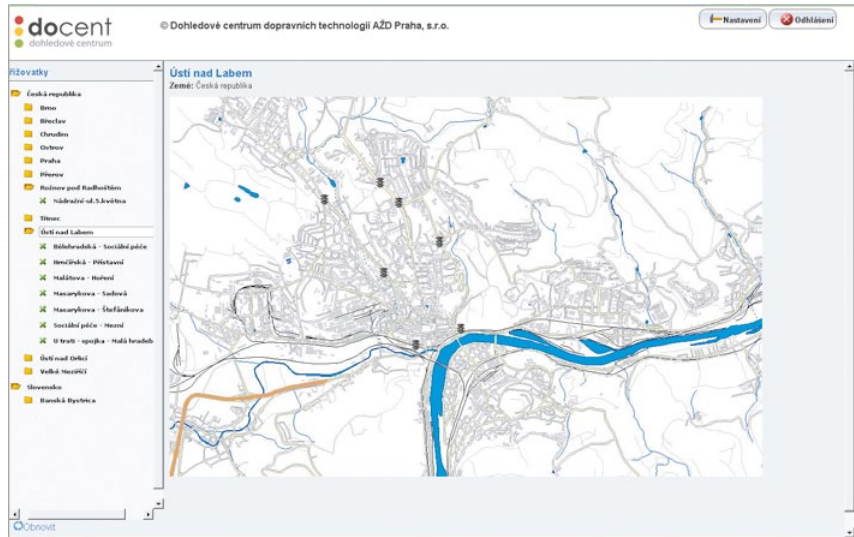 docent
dohledové centrum
© Dohledové centrum dopravních technologií AŽD Praha, s.r.o.
Nastavení
Odhlášení
řižovatky
Česká republika
Brno
Břeclav
Chrudim
Ostrov
Praha
Přerov
Rožnov pod Radhoštěm
Nádražní-ul.5.května
Třinec
Ústí nad Labem
Bělehradská - Sociální péče
Hrnčířská - Přístavní
Malátova - Hoření
Masarykova - Sadová
Masarykova - Štefánikova
Sociální péče - Mezní
U trati - spojka - Malá hradeb
Ústí nad Orlicí
Velké Meziříčí
Slovensko
Banská Bystrica
Obnovit
Ústí nad Labem
Země: Česká republika